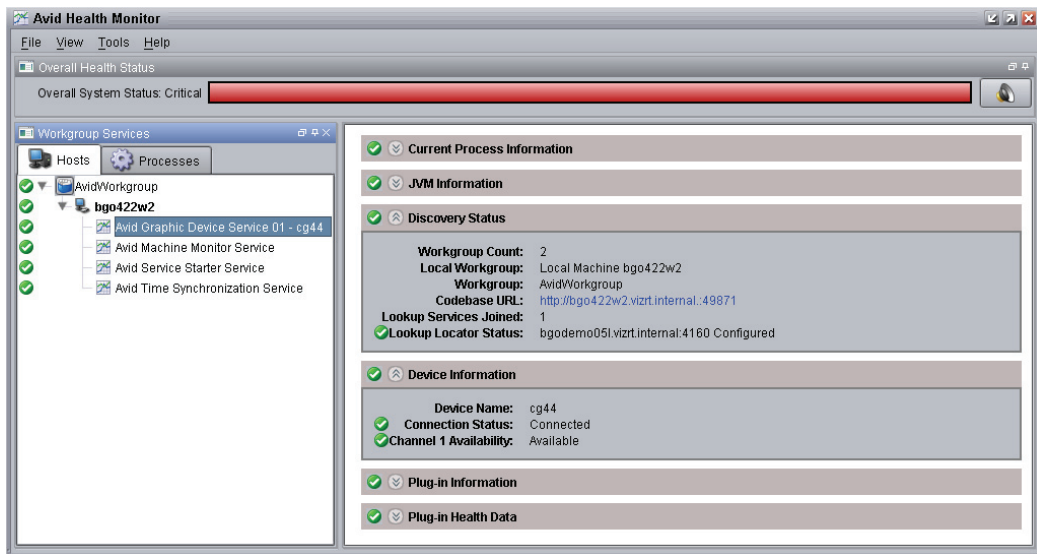 Avid Health Monitor
File View Tools Help
Overall Health Status
Overall System Status: Critical
Workgroup Services
Hosts Processes
AvidWorkgroup
bgo422w2
Avid Graphic Device Service 01 - cg44
Avid Machine Monitor Service
Avid Service Starter Service
Avid Time Synchronization Service
Current Process Information
JVM Information
Discovery Status
Workgroup Count: 2
Local Workgroup: Local Machine bgo422w2
Workgroup: AvidWorkgroup
Codebase URL: http://bgo422w2.vizrt.internal.:49871
Lookup Services Joined: 1
Lookup Locator Status: bgodemo05l.vizrt.internal:4160 Configured
Device Information
Device Name: cg44
Connection Status: Connected
Channel 1 Availability: Available
Plug-in Information
Plug-in Health Data